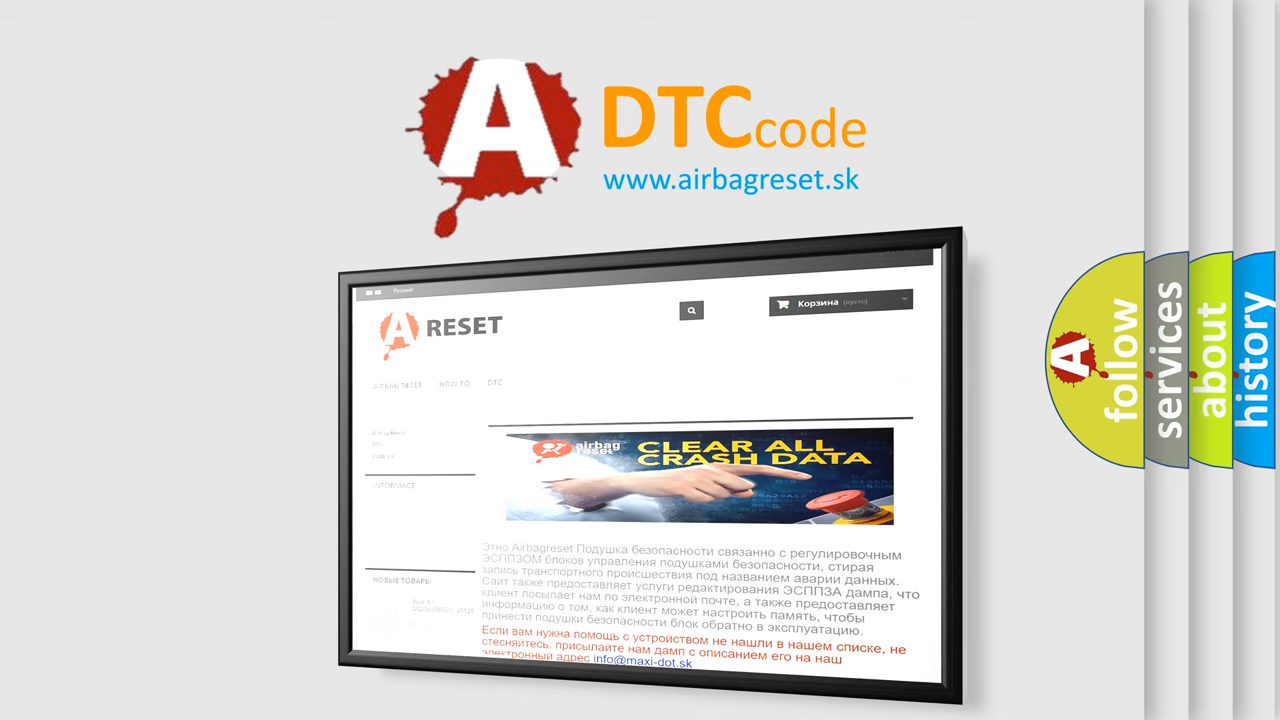 A
DTC code
www.airbagreset.sk
Русский
A RESET
Корзина (пусто)
AIRBAG RESET HOW TO DTC
INFORMACE
НОВЫЕ ТОВАРЫ
airbag
reset
CLEAR ALL
CRASH DATA
Этно Airbagreset Подушка безопасности связанно с регулировочным
ЭСППЗОМ блоков управления подушками безопасности, стирая
запись транспортного происшествия под названием аварии данных.
Сайт также предоставляет услуги редактирования ЭСППЗА дампа, что
клиент посылает нам по электронной почте, а также предоставляет
информацию о том, как клиент может настроить память, чтобы
принести подушки безопасности блок обратно в эксплуатацию.
Если вам нужна помощь с устройством не нашли в нашем списке, не
стесняйтесь, присылайте нам дамп с описанием его на наш
электронный адрес info@maxi-dot.sk
A
follow
services
about
history